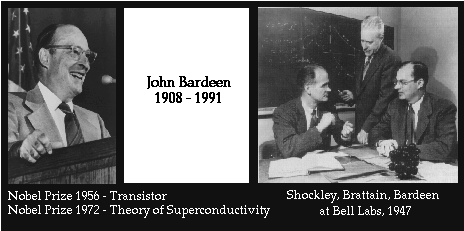 John Bardeen
1908 - 1991
Nobel Prize 1956 - Transistor
Nobel Prize 1972 - Theory of Superconductivity
Shockley, Brattain, Bardeen
at Bell Labs, 1947